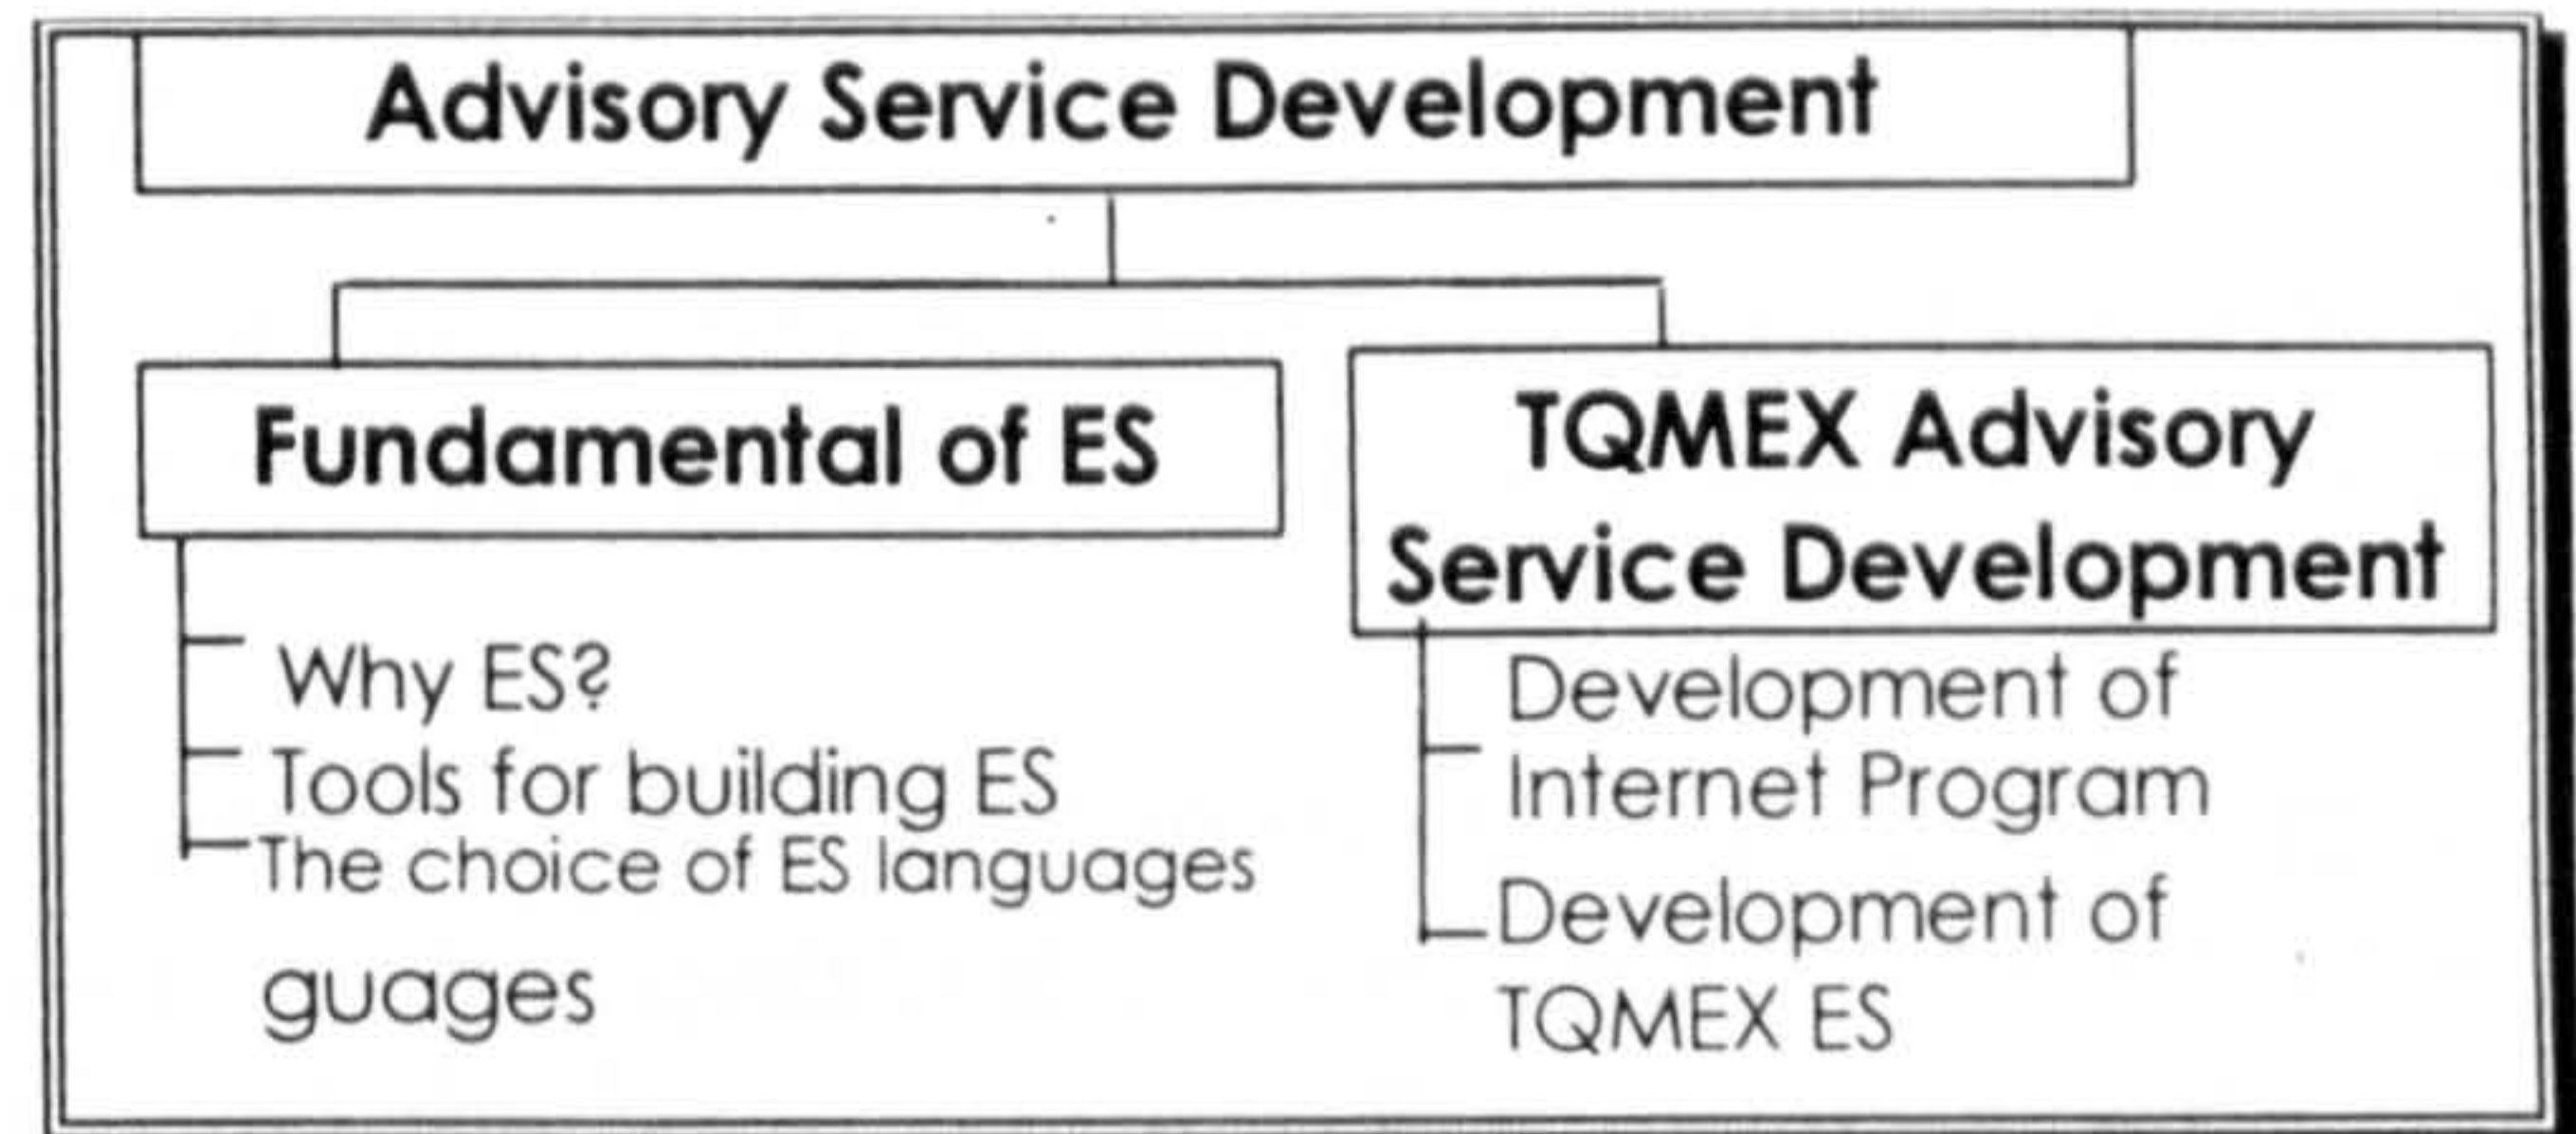 Advisory Service Development
Fundamental of ES
Why ES?
Tools for building ES
The choice of ES languages
guages
TQMEX Advisory
Service Development
Development of
Internet Program
Development of
TQMEX ES